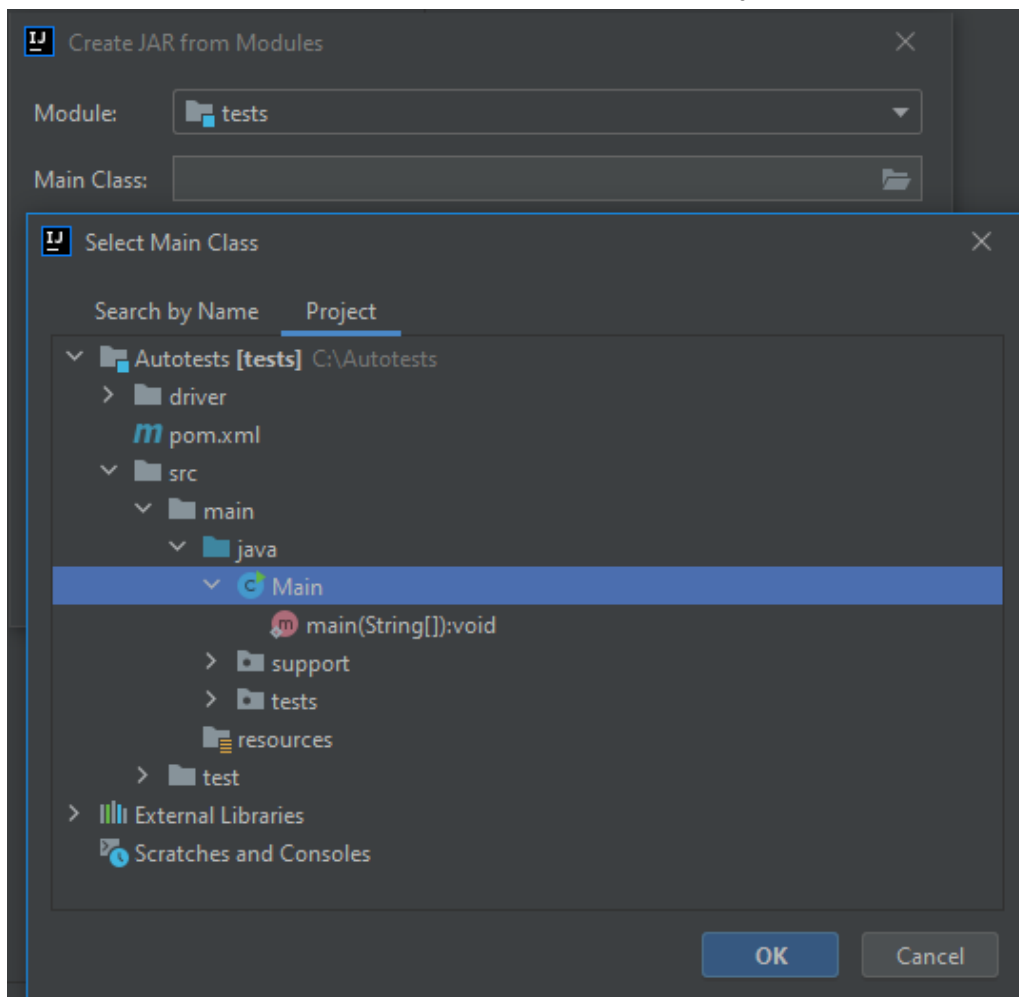 Create JAR from Modules
Module: tests
Main Class:
Select Main Class
Search by Name Project
Autotests [tests] C:\Autotests
driver
pom.xml
src
main
java
Main
main(String[]):void
support
tests
resources
test
External Libraries
Scratches and Consoles
OK Cancel